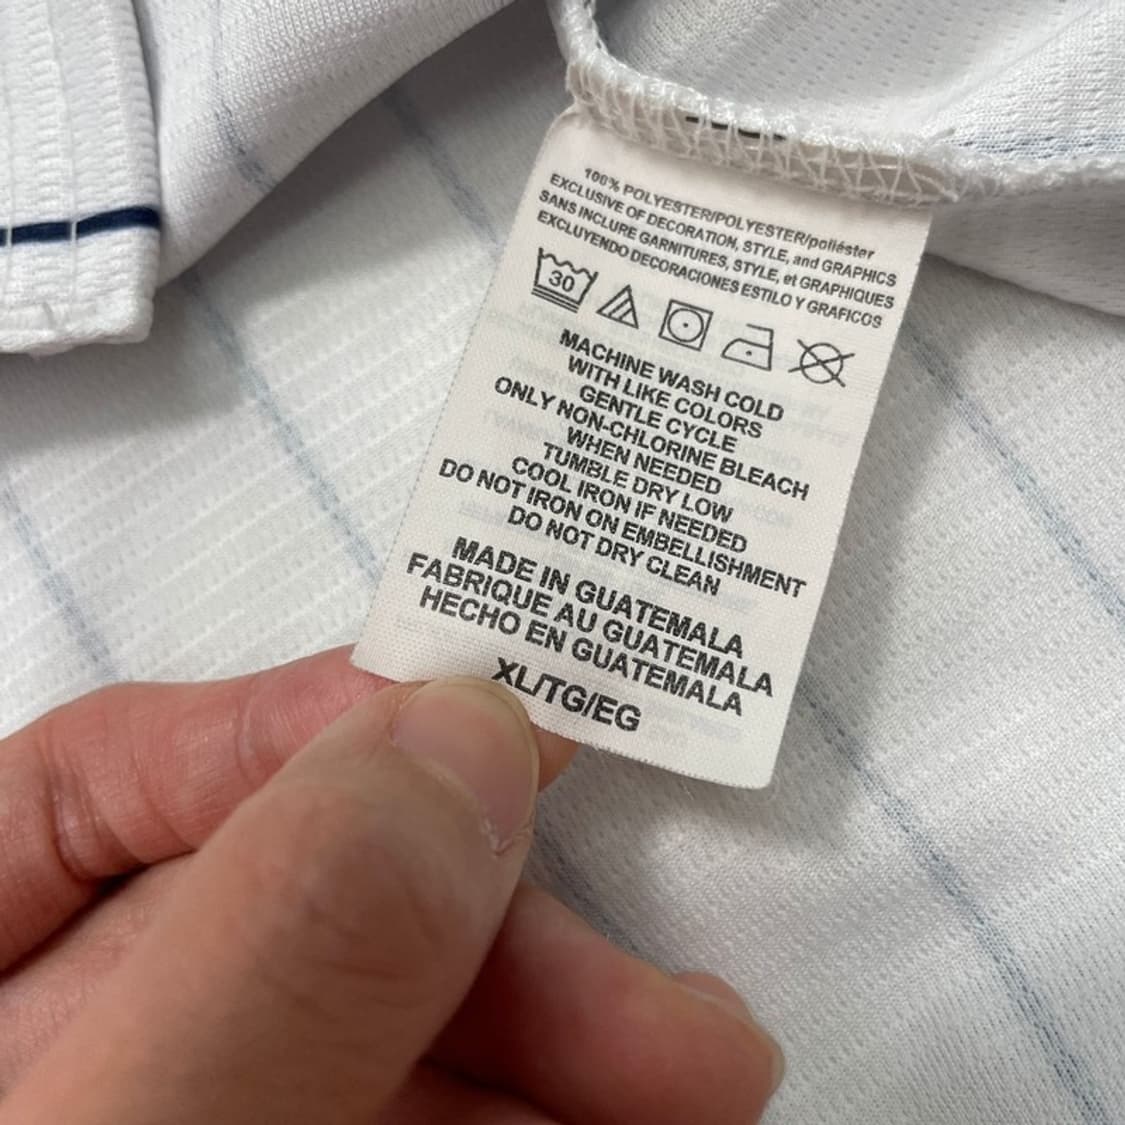 100% POLYESTER/POLYESTER/poliéster
EXCLUSIVE OF DECORATION, STYLE, and GRAPHICS
SANS INCLURE GARNITURES, STYLE, et GRAPHIQUES
EXCLUYENDO DECORACIONES ESTILO Y GRAFICOS
30
MACHINE WASH COLD
WITH LIKE COLORS
GENTLE CYCLE
ONLY NON-CHLORINE BLEACH
WHEN NEEDED
TUMBLE DRY LOW
COOL IRON IF NEEDED
DO NOT IRON ON EMBELLISHMENT
DO NOT DRY CLEAN
MADE IN GUATEMALA
FABRIQUE AU GUATEMALA
HECHO EN GUATEMALA
XL/TG/EG